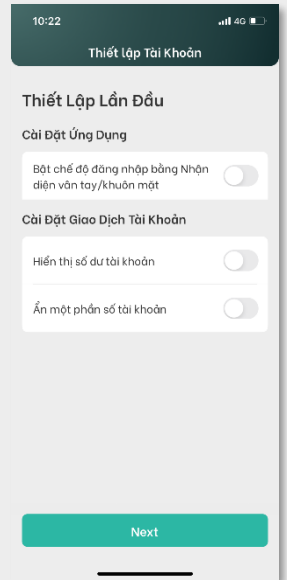 10:22
4G
Thiết lập Tài Khoản
Thiết Lập Lần Đầu
Cài Đặt Ứng Dụng
Bật chế độ đăng nhập bằng Nhận
diện vân tay/khuôn mặt
Cài Đặt Giao Dịch Tài Khoản
Hiển thị số dư tài khoản
Ẩn một phần số tài khoản
Next